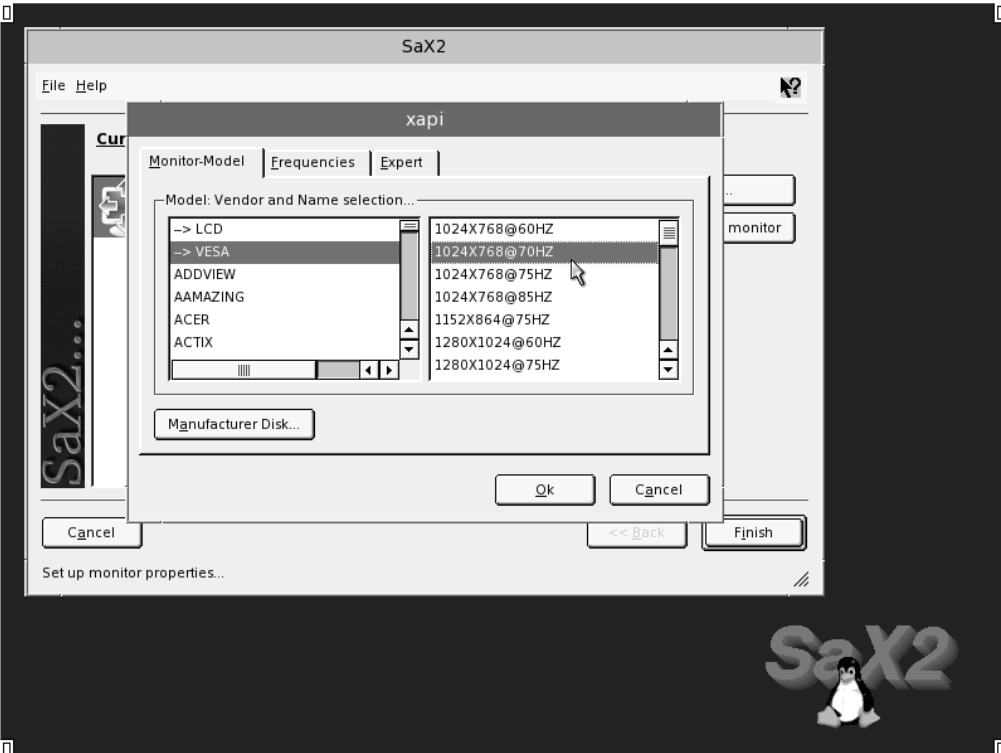 SaX2
File Help
xapi
Cur
Monitor-Model Frequencies Expert
...
Model: Vendor and Name selection...
monitor
--> LCD
--> VESA
ADDVIEW
AAMAZING
ACER
ACTIX
1024X768@60HZ
1024X768@70HZ
1024X768@75HZ
1024X768@85HZ
1152X864@75HZ
1280X1024@60HZ
1280X1024@75HZ
Manufacturer Disk...
Ok Cancel
SaX2...
Cancel << Back Finish
Set up monitor properties...
SaX2